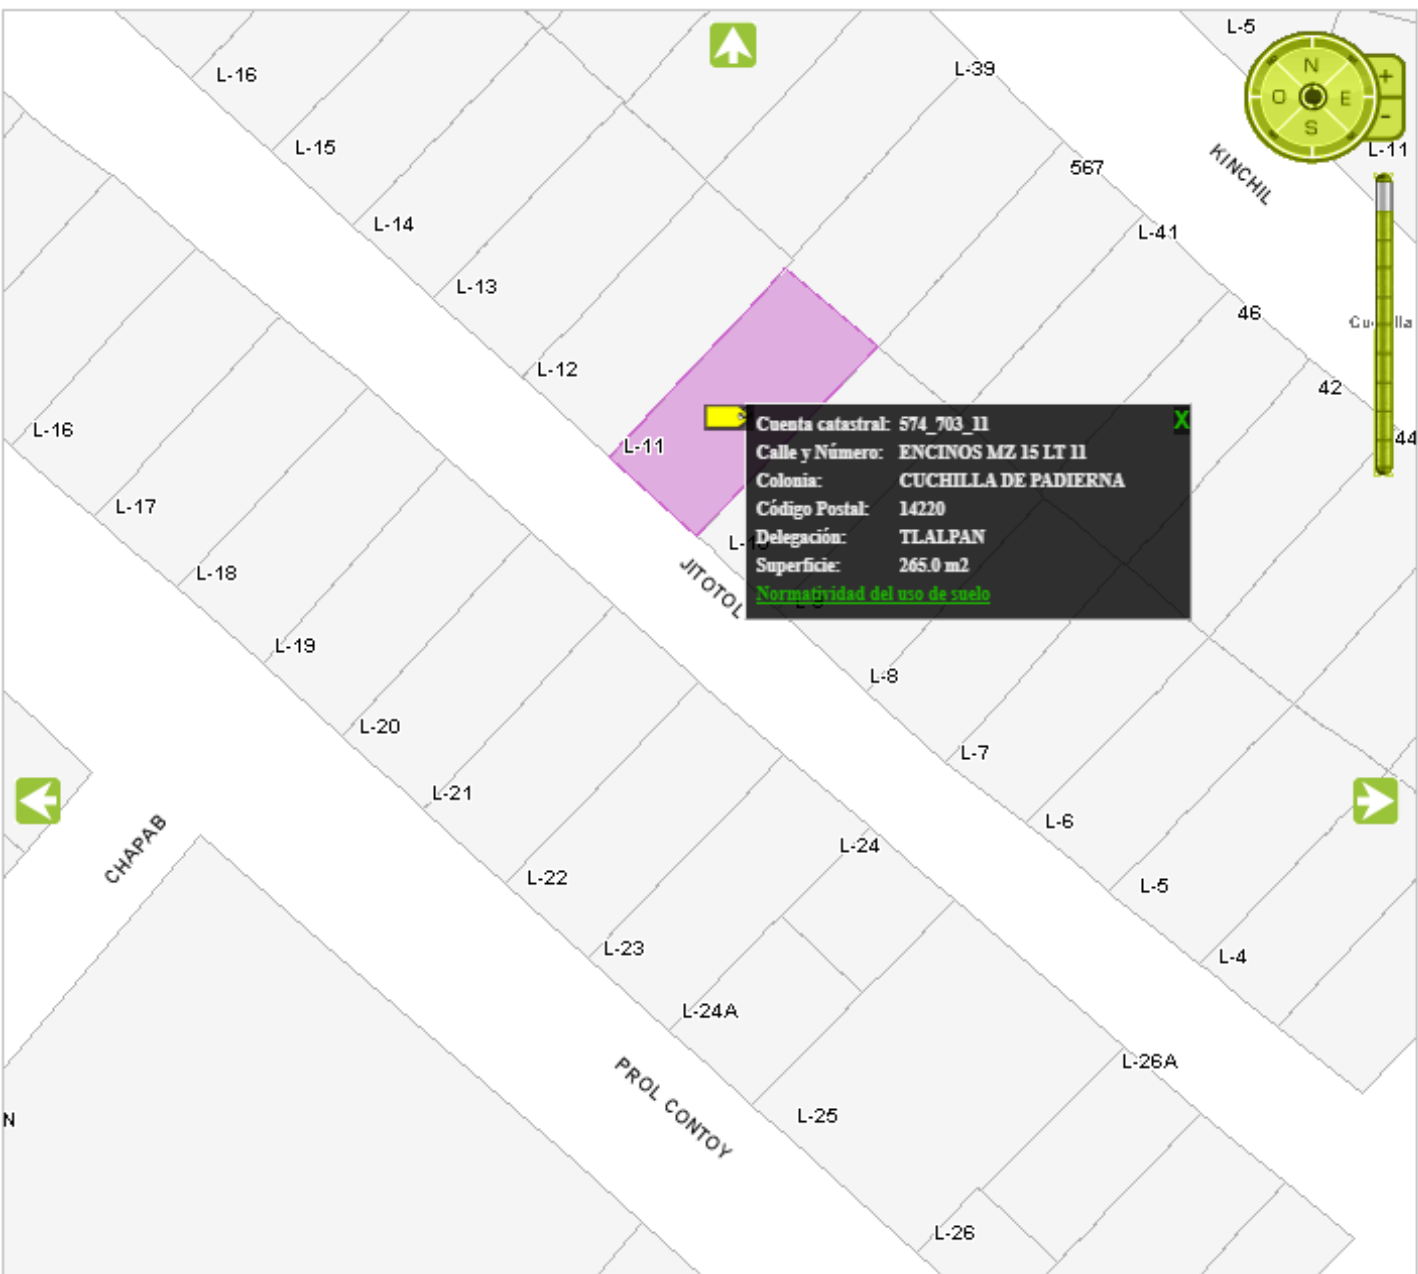 L-5
L-39
N
L-16
O
E
+
S
-
L-15
L-11
567
KINCHIL
L-14
L-41
L-13
46
L-12
42
Cuenta catastral: 574_703_11
L-16
L-11
44
Calle y Número: ENCINOS MZ 15 LT 11
Colonia: CUCHILLA DE PADIERNA
Código Postal: 14220
L-17
Delegación: TLALPAN
Superficie: 265.0 m2
L-18
JITOTOL
Normatividad del uso de suelo
X
L-19
L-8
L-20
L-7
L-21
L-6
CHAPAB
L-24
L-22
L-5
L-23
L-4
L-24A
L-26A
PROL CONTOY
L-25
N
L-26